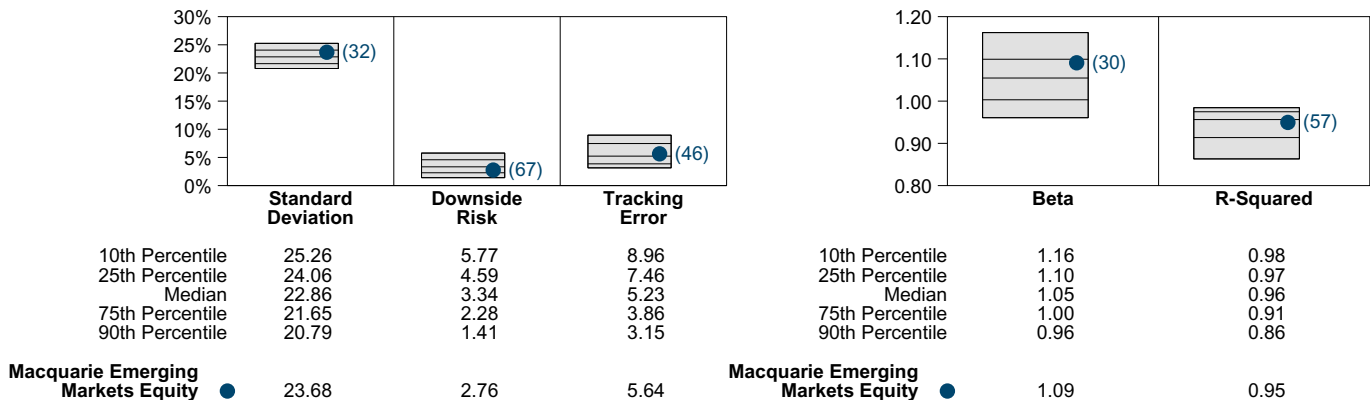 30%
25%
20%
15%
10%
5%
0%
(32)
(67)
(46)
Standard Deviation
Downside Risk
Tracking Error
10th Percentile 25.26 5.77 8.96
25th Percentile 24.06 4.59 7.46
Median 22.86 3.34 5.23
75th Percentile 21.65 2.28 3.86
90th Percentile 20.79 1.41 3.15
Macquarie Emerging
Markets Equity 23.68 2.76 5.64
1.20
1.10
1.00
0.90
0.80
(30)
(57)
Beta R-Squared
10th Percentile 1.16 0.98
25th Percentile 1.10 0.97
Median 1.05 0.96
75th Percentile 1.00 0.91
90th Percentile 0.96 0.86
Macquarie Emerging
Markets Equity 1.09 0.95